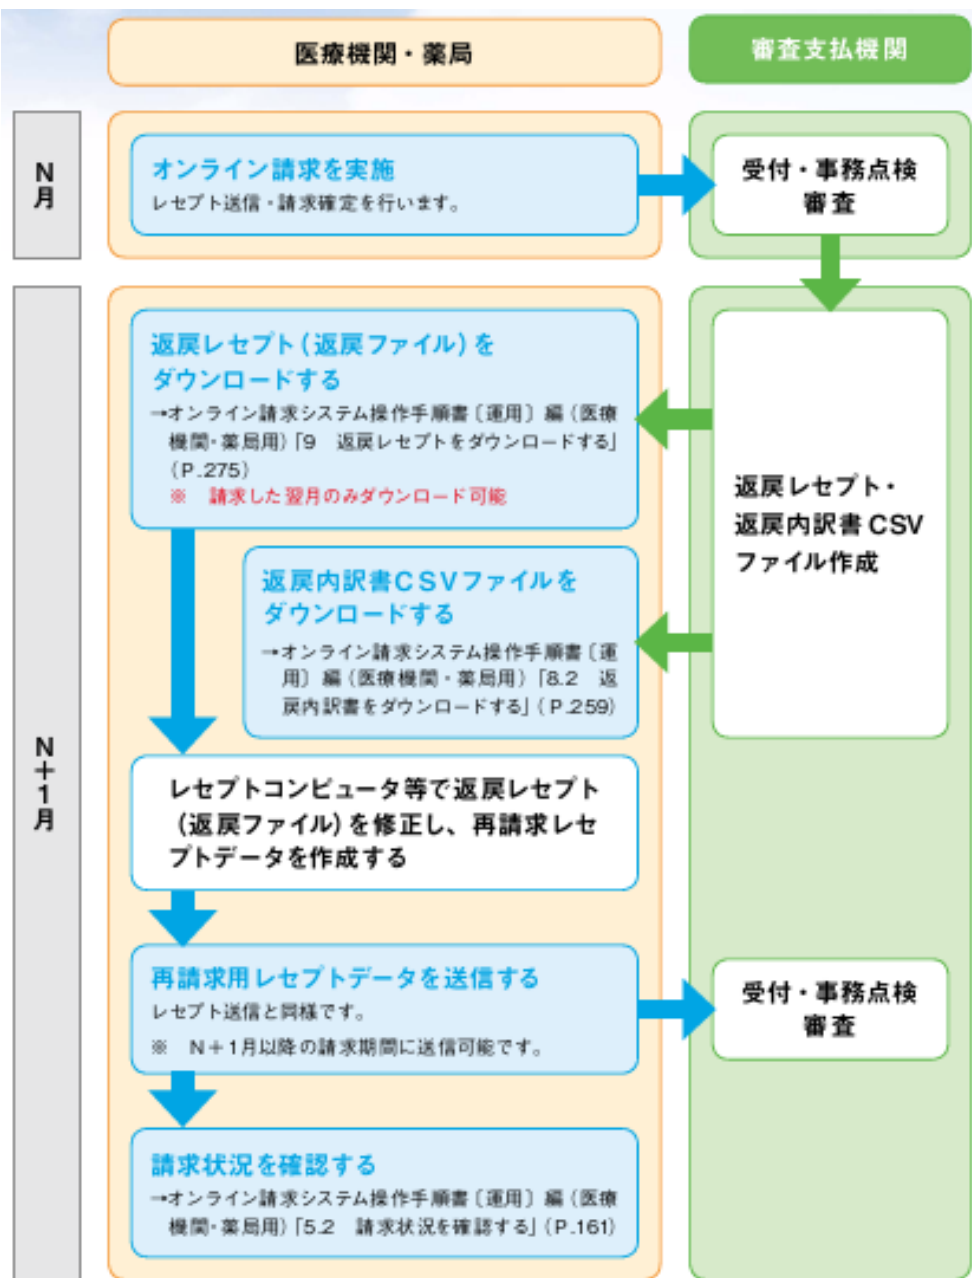 医療機関・薬局
審査支払機関
N月
オンライン請求を実施
レセプト送信・請求確定を行います。
受付・事務点検
審査
N+1月
返戻レセプト(返戻ファイル)を
ダウンロードする
→オンライン請求システム操作手順書〔運用〕編(医療
機関・薬局用)「9 返戻レセプトをダウンロードする」
(P.275)
※ 請求した翌月のみダウンロード可能
返戻内訳書CSVファイルを
ダウンロードする
→オンライン請求システム操作手順書〔運
用〕編(医療機関・薬局用)「8.2 返
戻内訳書をダウンロードする」(P.259)
返戻レセプト・
返戻内訳書CSV
ファイル作成
レセプトコンピュータ等で返戻レセプト
(返戻ファイル)を修正し、再請求レセ
プトデータを作成する
再請求用レセプトデータを送信する
レセプト送信と同様です。
※ N+1月以降の請求期間に送信可能です。
受付・事務点検
審査
請求状況を確認する
→オンライン請求システム操作手順書〔運用〕編(医療
機関・薬局用)「5.2 請求状況を確認する」(P.161)